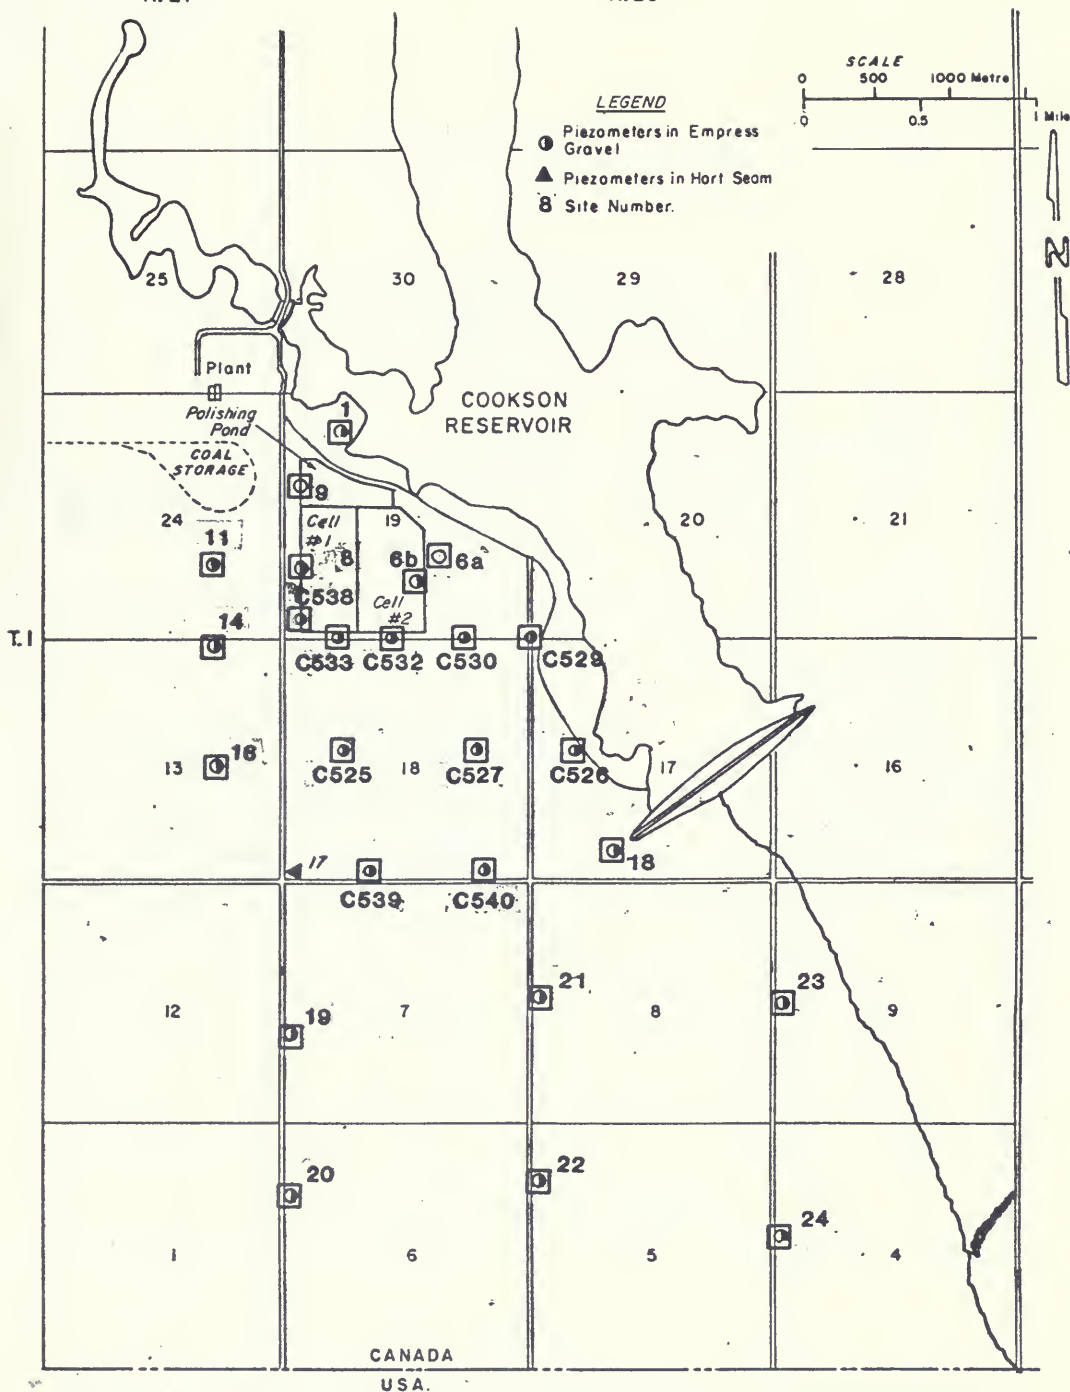 SCALE
0 500 1000 Metre
0 0.5 1 Mile
LEGEND
Piezometers in Empress
Gravel
Piezometers in Hart Seam
8 Site Number.
N
25 30 29 28
Plant
COOKSON
RESERVOIR
1
Polishing
Pond
COAL
STORAGE
9
24 19 20 21
Cell
#1
11 8 6b 6a
C538
Cell
#2
14
T.1
C533 C532 C530 C529
13 16 C525 18 C527 C526 17 16
17 18
C539 C540
12 19 7 21 8 23 9
20 22
24
1 6 5 4
CANADA
USA.